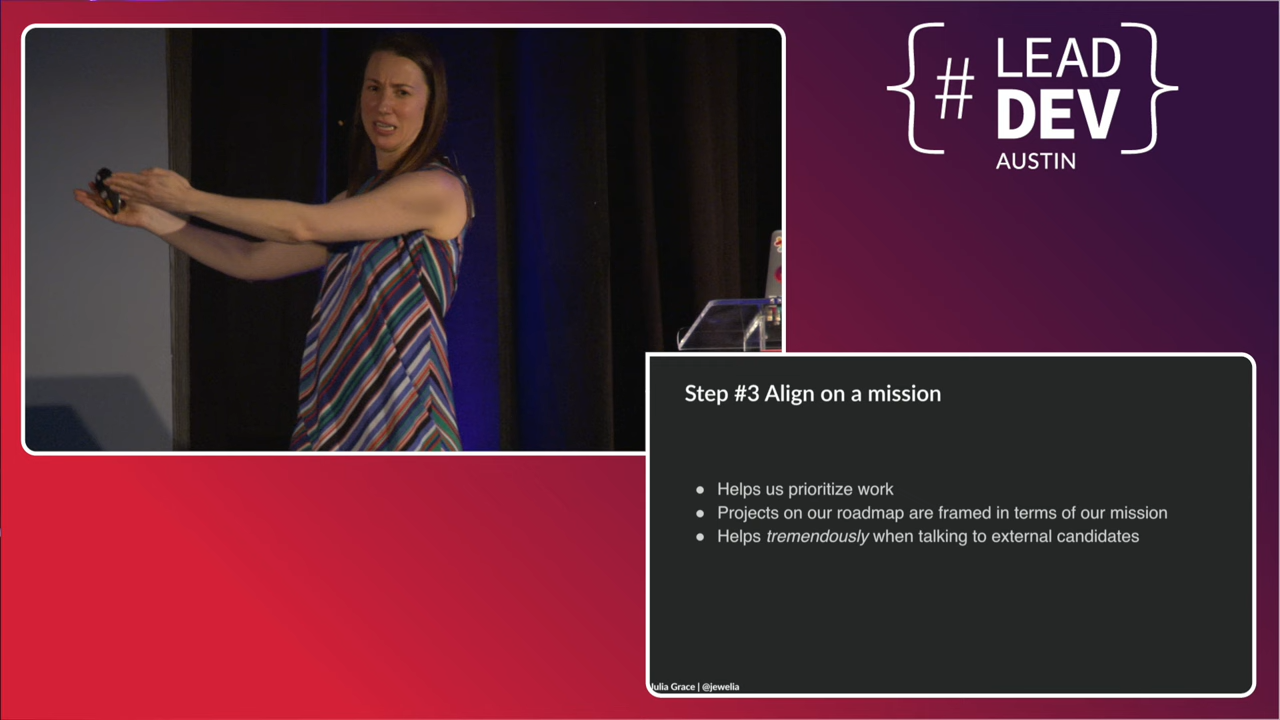 #
LEAD
DEV
AUSTIN
Step #3 Align on a mission
● Helps us prioritize work
● Projects on our roadmap are framed in terms of our mission
● Helps tremendously when talking to external candidates
Julia Grace | @jewelia